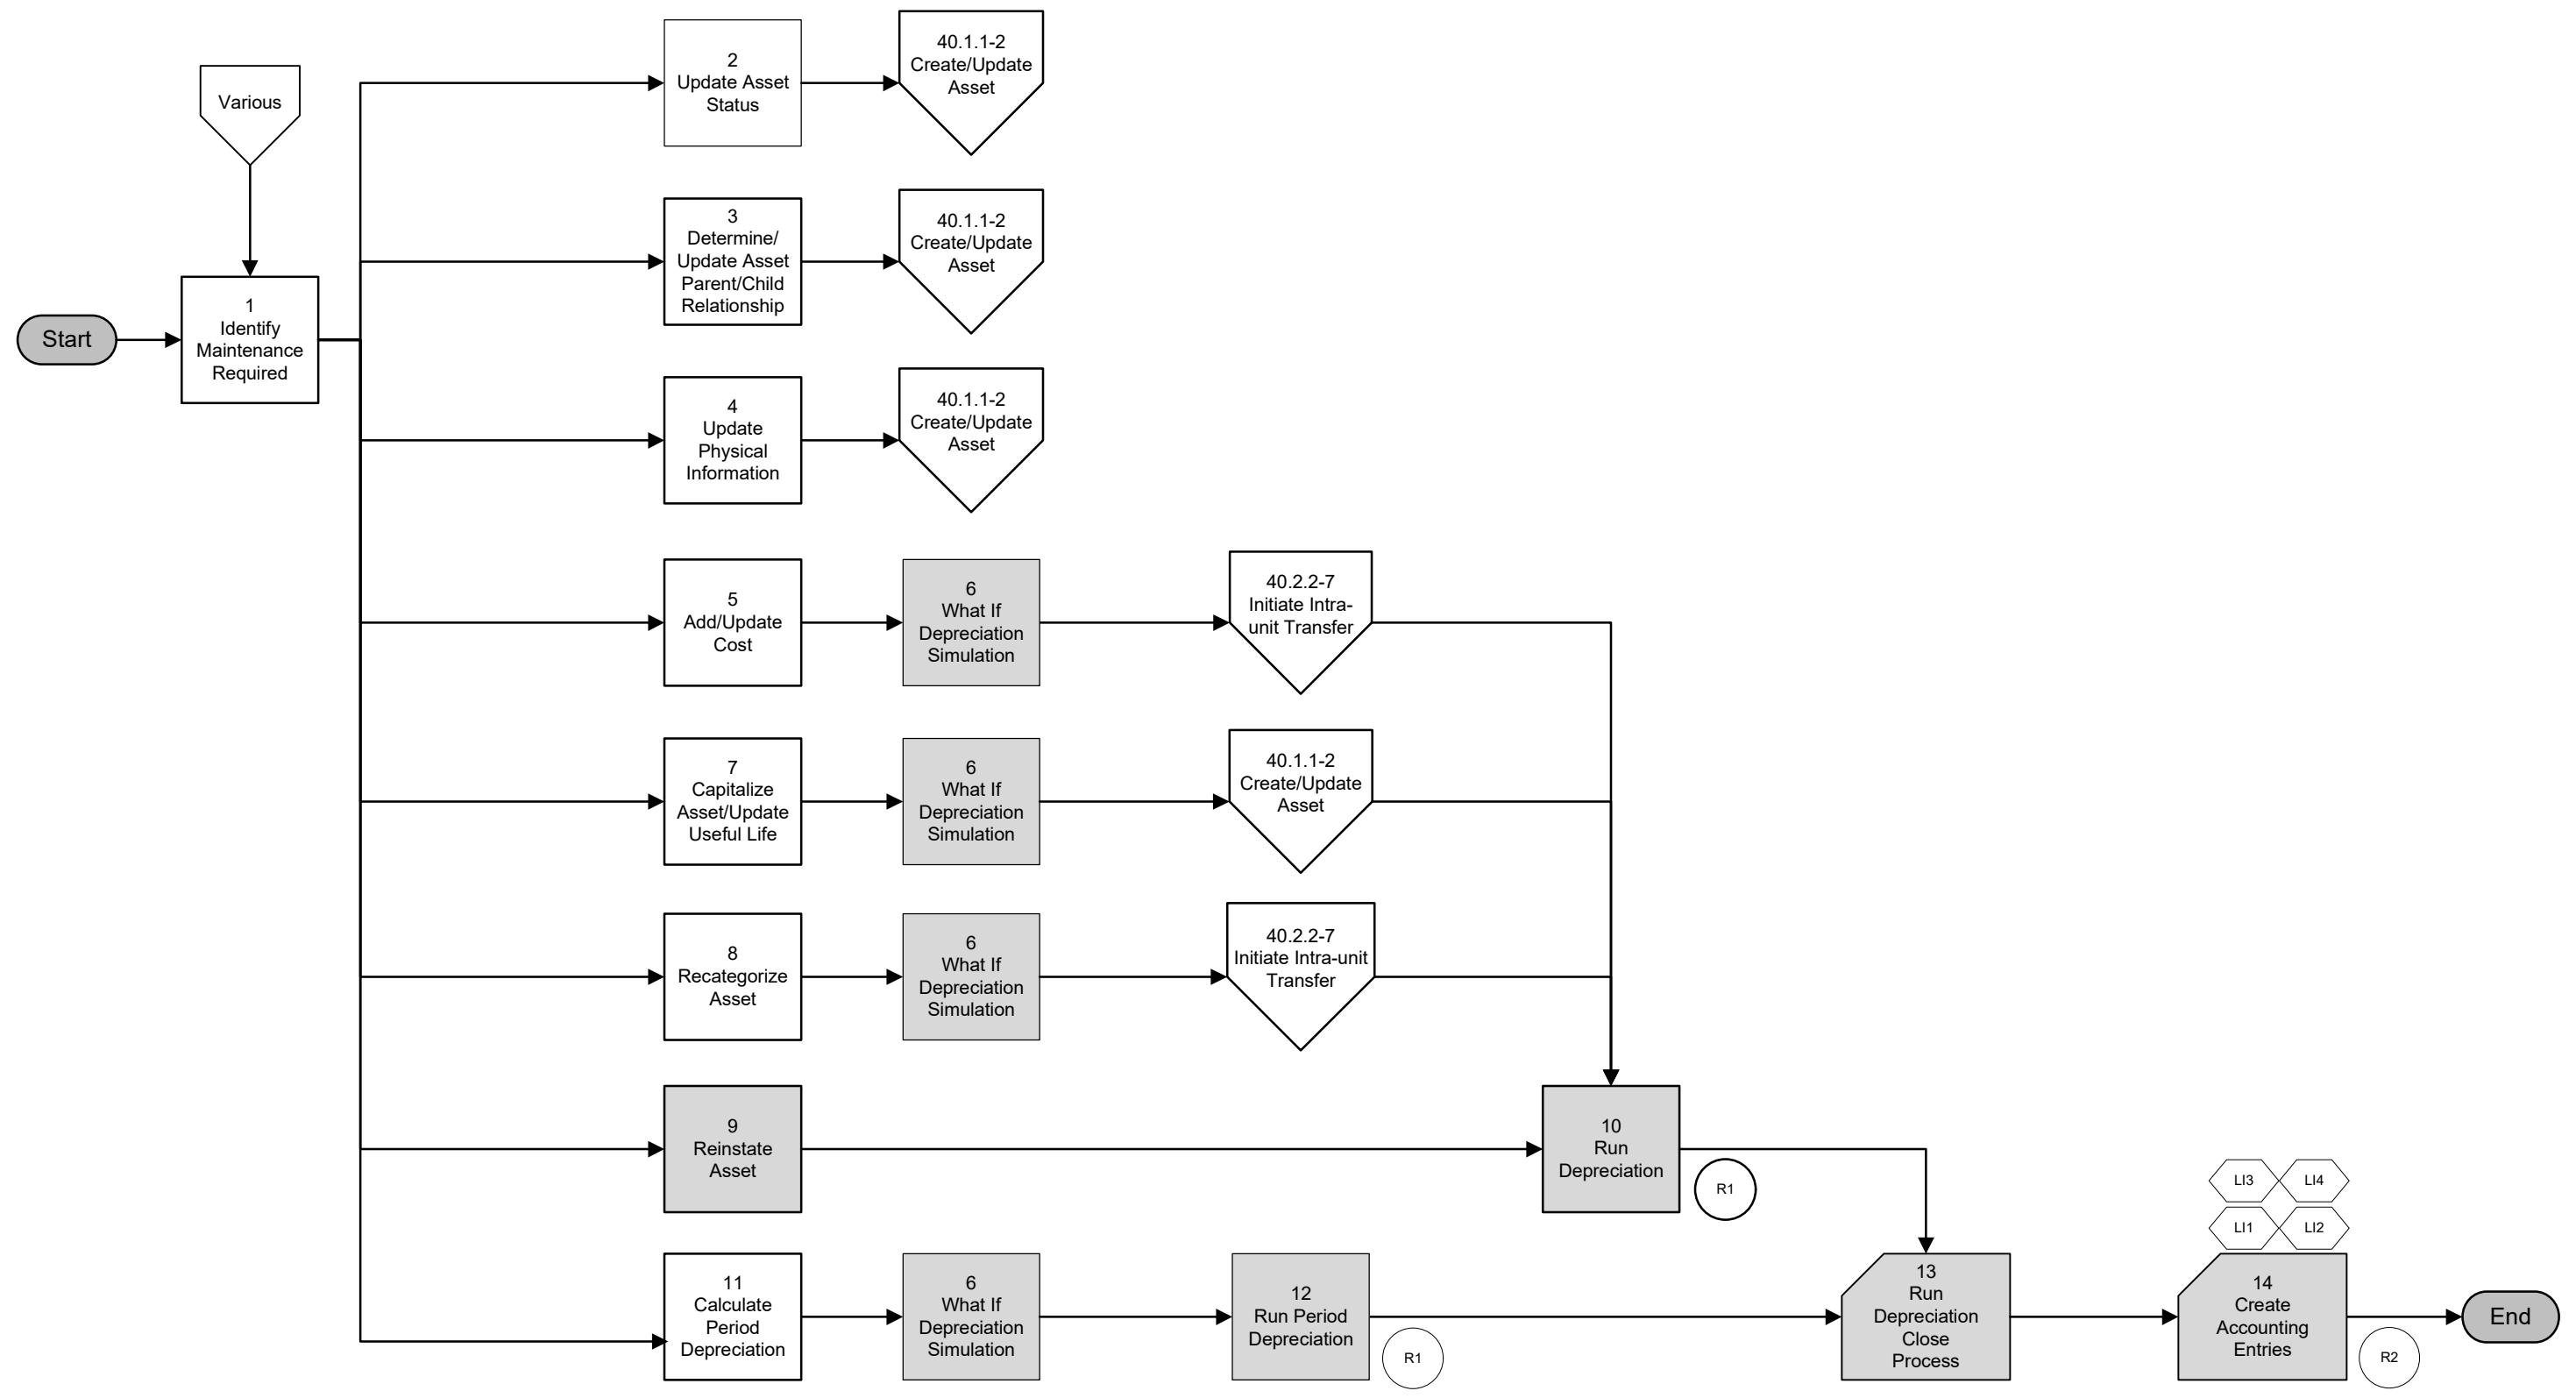 Various
Start
1
Identify
Maintenance
Required
2
Update Asset
Status
40.1.1-2
Create/Update
Asset
3
Determine/
Update Asset
Parent/Child
Relationship
40.1.1-2
Create/Update
Asset
4
Update
Physical
Information
40.1.1-2
Create/Update
Asset
5
Add/Update
Cost
6
What If
Depreciation
Simulation
40.2.2-7
Initiate Intra-
unit Transfer
7
Capitalize
Asset/Update
Useful Life
6
What If
Depreciation
Simulation
40.1.1-2
Create/Update
Asset
8
Recategorize
Asset
6
What If
Depreciation
Simulation
40.2.2-7
Initiate Intra-unit
Transfer
9
Reinstate
Asset
10
Run
Depreciation
R1
11
Calculate
Period
Depreciation
6
What If
Depreciation
Simulation
12
Run Period
Depreciation
R1
13
Run
Depreciation
Close
Process
LI3
LI4
LI1
LI2
14
Create
Accounting
Entries
R2
End